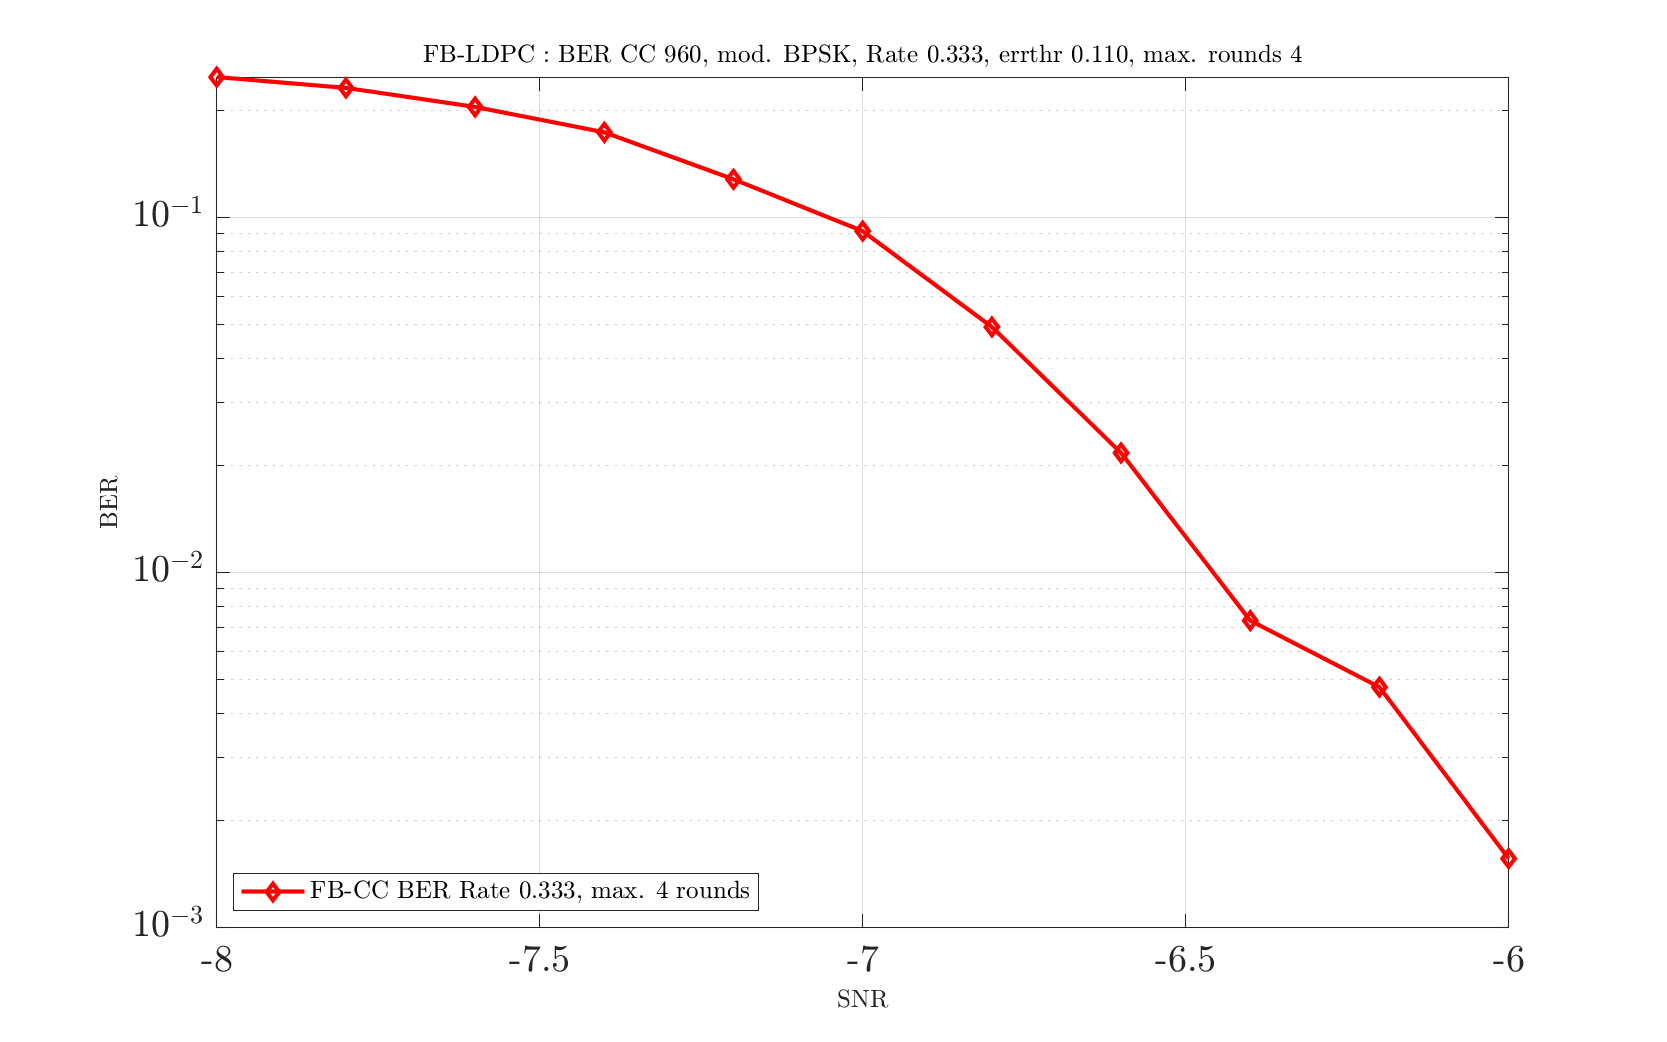 FB-LDPC : BER CC 960, mod. BPSK, Rate 0.333, errthr 0.110, max. rounds 4
10⁻¹
10⁻²
10⁻³
BER
FB-CC BER Rate 0.333, max. 4 rounds
-8 -7.5 -7 -6.5 -6
SNR